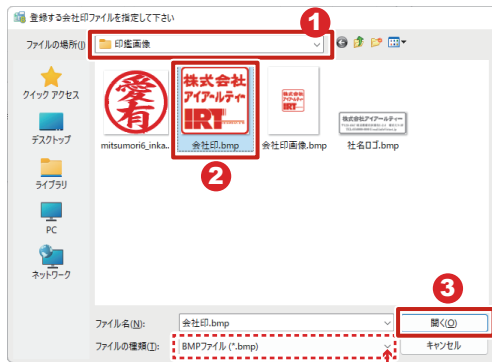 登録する会社印ファイルを指定して下さい
1
ファイルの場所(I)
印鑑画像
クイック アクセス
デスクトップ
ライブラリ
PC
ネットワーク
愛有
株式会社
アイアールティー
IRT
mitsumori6_inka..
会社印.bmp
会社印画像.bmp
株式会社アイアールティー
社名ロゴ.bmp
2
3
ファイル名(N):
会社印.bmp
開く(O)
ファイルの種類(T):
BMPファイル (*.bmp)
キャンセル